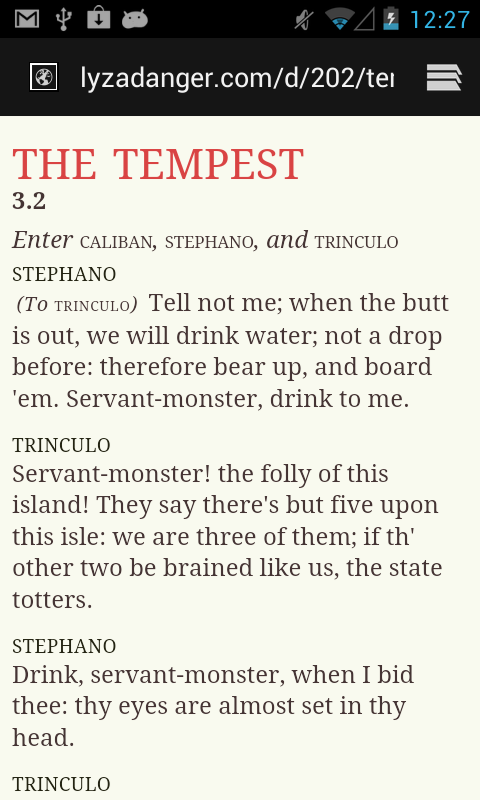 12:27
lyzadanger.com/d/202/ter
THE TEMPEST
3.2
Enter CALIBAN, STEPHANO, and TRINCULO
STEPHANO
(To TRINCULO) Tell not me; when the butt
is out, we will drink water; not a drop
before: therefore bear up, and board
'em. Servant-monster, drink to me.
TRINCULO
Servant-monster! the folly of this
island! They say there's but five upon
this isle: we are three of them; if th'
other two be brained like us, the state
totters.
STEPHANO
Drink, servant-monster, when I bid
thee: thy eyes are almost set in thy
head.
TRINCULO